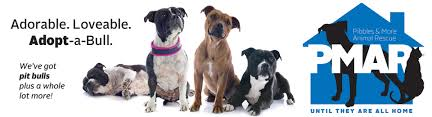 Adorable. Loveable.
Adopt-a-Bull.
We've got
pit bulls
plus a whole
lot more!
Pibbles & More
Animal Rescue
PMAR
UNTIL THEY ARE ALL HOME